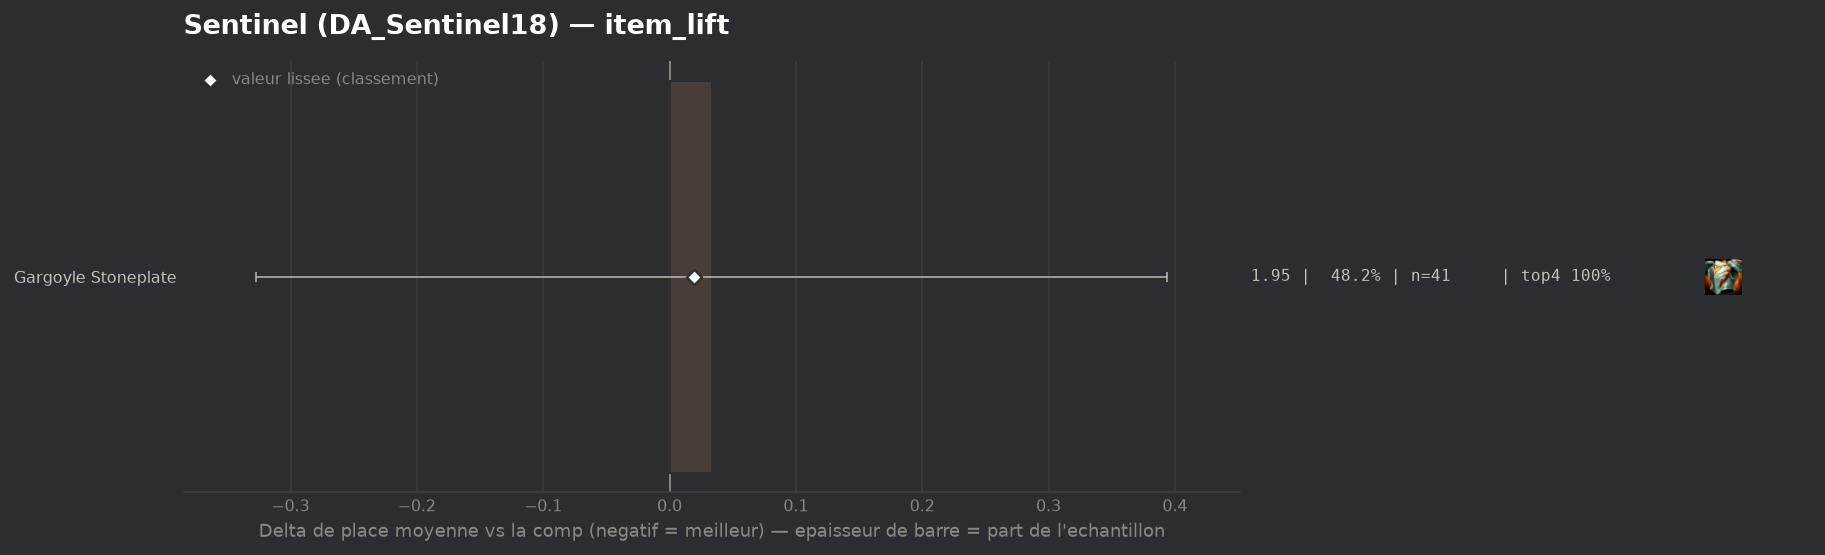 Sentinel (DA_Sentinel18) — item_lift
valeur lissee (classement)
Gargoyle Stoneplate
1.95 | 48.2% | n=41 | top4 100%
−0.3 −0.2 −0.1 0.0 0.1 0.2 0.3 0.4
Delta de place moyenne vs la comp (negatif = meilleur) — epaisseur de barre = part de l'echantillon